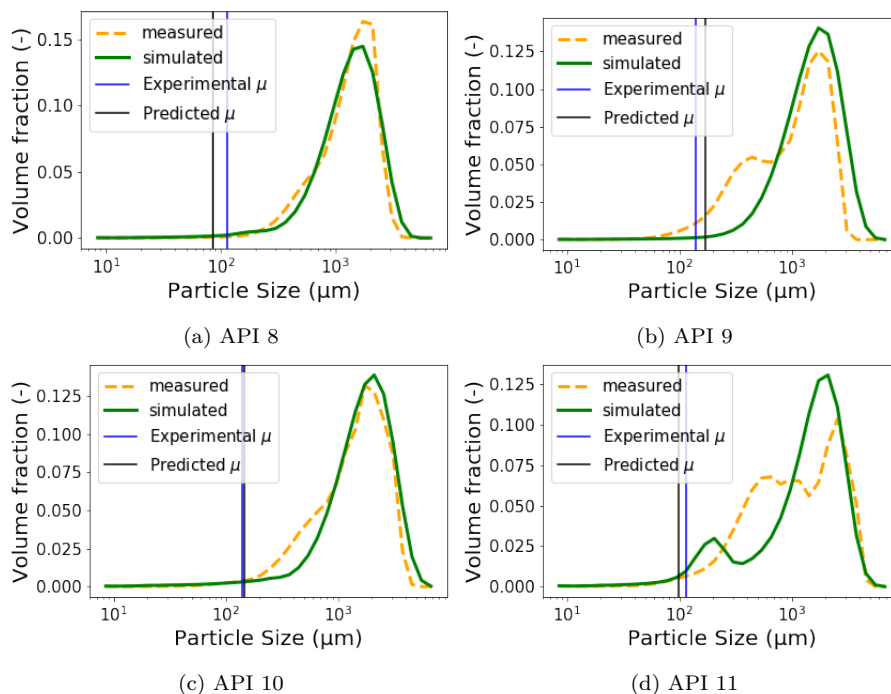 0.15
0.10
0.05
0.00
Volume fraction (-)
measured
simulated
Experimental μ
Predicted μ
10¹ 10² 10³
Particle Size (μm)
(a) API 8
0.125
0.100
0.075
0.050
0.025
0.000
Volume fraction (-)
measured
simulated
Experimental μ
Predicted μ
10¹ 10² 10³
Particle Size (μm)
(b) API 9
0.125
0.100
0.075
0.050
0.025
0.000
Volume fraction (-)
measured
simulated
Experimental μ
Predicted μ
10¹ 10² 10³
Particle Size (μm)
(c) API 10
0.125
0.100
0.075
0.050
0.025
0.000
Volume fraction (-)
measured
simulated
Experimental μ
Predicted μ
10¹ 10² 10³
Particle Size (μm)
(d) API 11